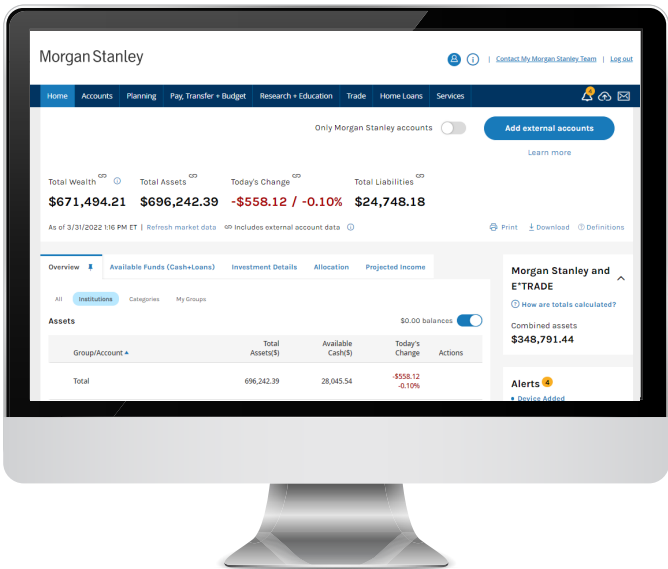 Morgan Stanley
Contact My Morgan Stanley Team | Log out
Home Accounts Planning Pay, Transfer + Budget Research + Education Trade Home Loans Services
4
Only Morgan Stanley accounts
Add external accounts
Learn more
Total Wealth Total Assets Today's Change Total Liabilities
$671,494.21 $696,242.39 -$558.12 / -0.10% $24,748.18
As of 3/31/2022 1:16 PM ET | Refresh market data Includes external account data
Print Download Definitions
Overview Available Funds (Cash+Loans) Investment Details Allocation Projected Income
All Institutions Categories My Groups
Assets
$0.00 balances
Group/Account Total Assets($) Available Cash($) Today's Change Actions
Total 696,242.39 28,045.54 -$558.12 -0.10%
Morgan Stanley and
E*TRADE
How are totals calculated?
Combined assets
$348,791.44
Alerts 4
Device Added